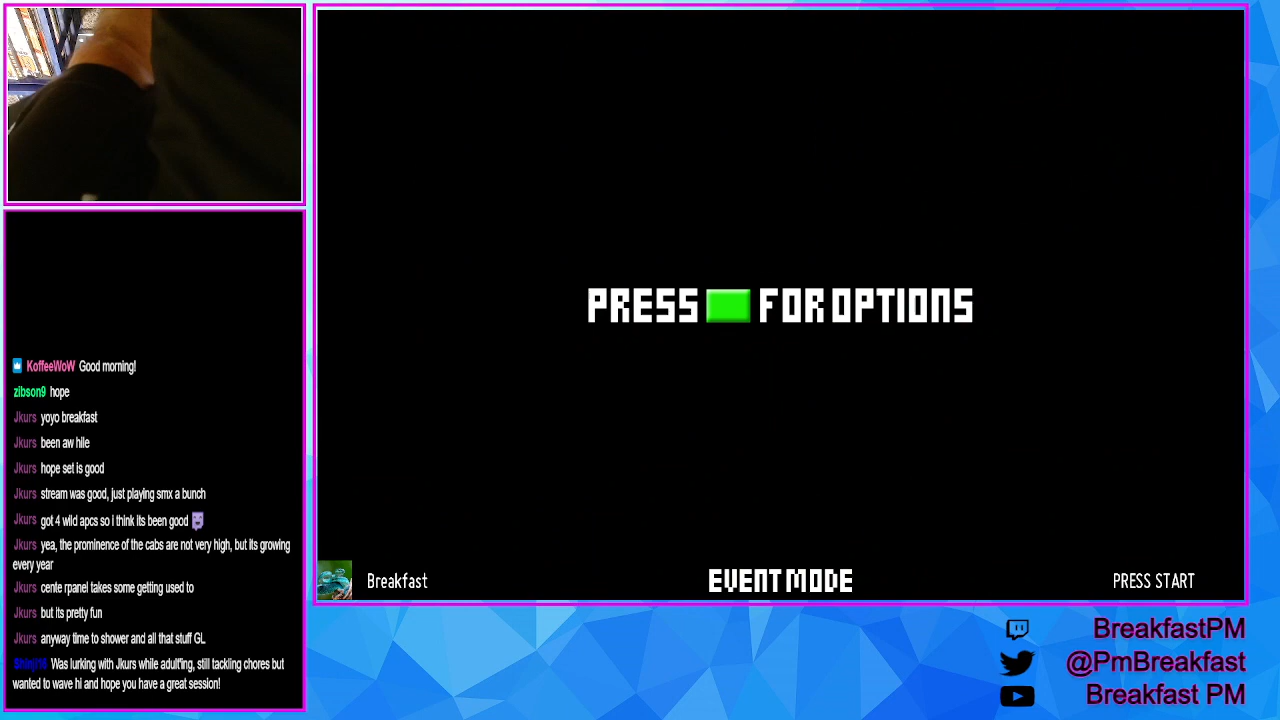 KoffeeWoW Good morning!
zibson9 hope
Jkurs yoyo breakfast
Jkurs been aw hile
Jkurs hope set is good
Jkurs stream was good, just playing smx a bunch
Jkurs got 4 wild apcs so i think its been good
Jkurs yea, the prominence of the cabs are not very high, but its growing
every year
Jkurs cente rpanel takes some getting used to
Jkurs but its pretty fun
Jkurs anyway time to shower and all that stuff GL
Was lurking with Jkurs while adult'ing, still tackling chores but
wanted to wave hi and hope you have a great session!
PRESS FOR OPTIONS
Breakfast
EVENT MODE
PRESS START
BreakfastPM
@PmBreakfast
Breakfast PM